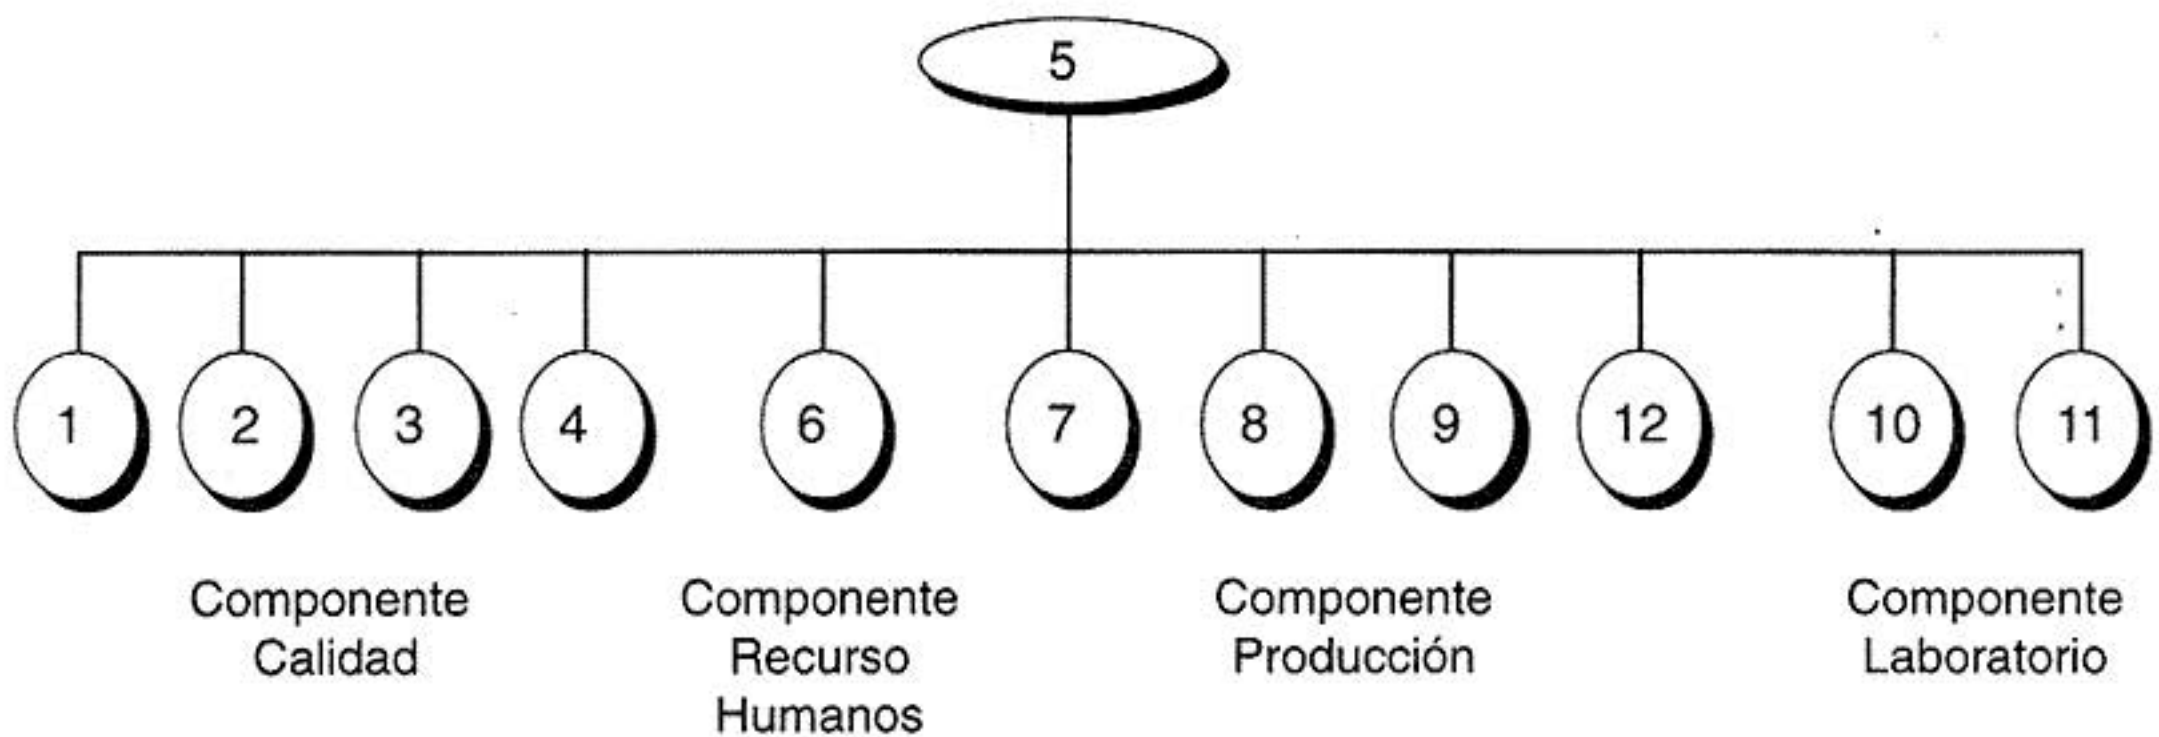 5
1 2 3 4 6 7 8 9 12 10 11
Componente Componente Componente Componente
Calidad Recurso Producción Laboratorio
Humanos